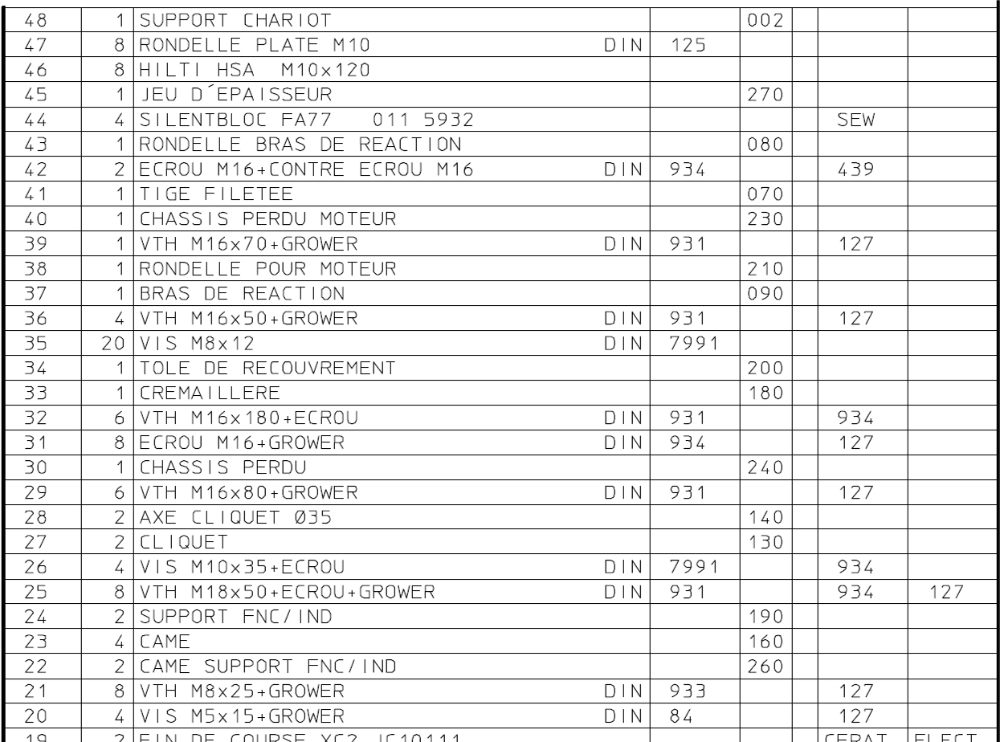 48 1 SUPPORT CHARIOT 002
47 8 RONDELLE PLATE M10 DIN 125
46 8 HILTI HSA M10x120
45 1 JEU D´EPAISSEUR 270
44 4 SILENTBLOC FA77 011 5932 SEW
43 1 RONDELLE BRAS DE REACTION 080
42 2 ECROU M16+CONTRE ECROU M16 DIN 934 439
41 1 TIGE FILETEE 070
40 1 CHASSIS PERDU MOTEUR 230
39 1 VTH M16x70+GROWER DIN 931 127
38 1 RONDELLE POUR MOTEUR 210
37 1 BRAS DE REACTION 090
36 4 VTH M16x50+GROWER DIN 931 127
35 20 VIS M8x12 DIN 7991
34 1 TOLE DE RECOUVREMENT 200
33 1 CREMAILLERE 180
32 6 VTH M16x180+ECROU DIN 931 934
31 8 ECROU M16+GROWER DIN 934 127
30 1 CHASSIS PERDU 240
29 6 VTH M16x80+GROWER DIN 931 127
28 2 AXE CLIQUET Ø35 140
27 2 CLIQUET 130
26 4 VIS M10x35+ECROU DIN 7991 934
25 8 VTH M18x50+ECROU+GROWER DIN 931 934 127
24 2 SUPPORT FNC/IND 190
23 4 CAME 160
22 2 CAME SUPPORT FNC/IND 260
21 8 VTH M8x25+GROWER DIN 933 127
20 4 VIS M5x15+GROWER DIN 84 127
19 2 FIN DE COURSE XC2 JC10111 ELECT